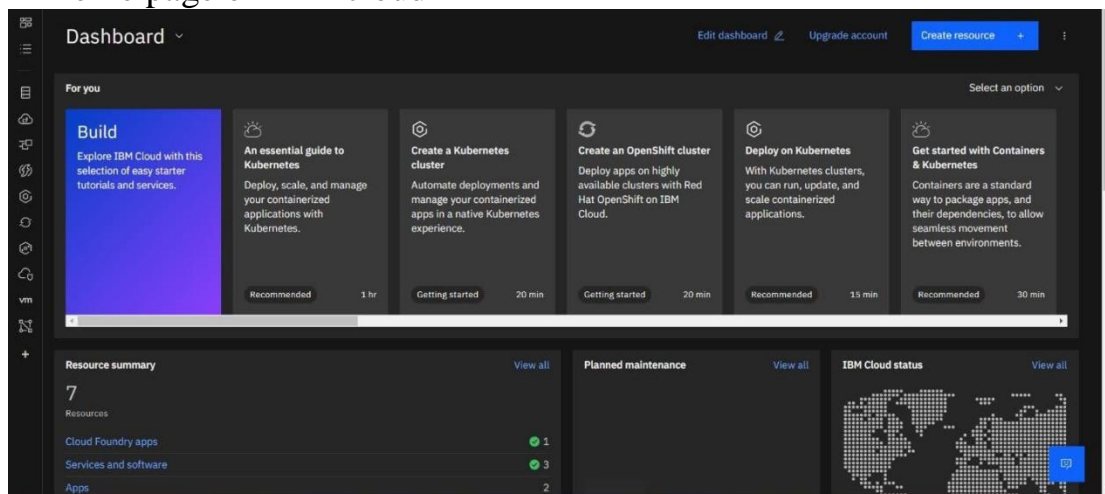 Dashboard
Edit dashboard
Upgrade account
Create resource +
For you
Select an option
Build
Explore IBM Cloud with this
selection of easy starter
tutorials and services.
An essential guide to
Kubernetes
Deploy, scale, and manage
your containerized
applications with
Kubernetes.
Recommended 1 hr
Create a Kubernetes
cluster
Automate deployments and
manage your containerized
apps in a native Kubernetes
experience.
Getting started 20 min
Create an OpenShift cluster
Deploy apps on highly
available clusters with Red
Hat OpenShift on IBM
Cloud.
Getting started 20 min
Deploy on Kubernetes
With Kubernetes clusters,
you can run, update, and
scale containerized
applications.
Recommended 15 min
Get started with Containers
& Kubernetes
Containers are a standard
way to package apps, and
their dependencies, to allow
seamless movement
between environments.
Recommended 30 min
vm
Resource summary View all
7
Resources
Cloud Foundry apps 1
Services and software 3
Apps 2
Planned maintenance View all
IBM Cloud status View all